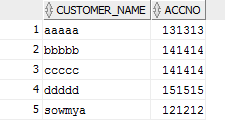 CUSTOMER_NAME ACCNO
1 aaaaa 131313
2 bbbbb 141414
3 ccccc 141414
4 ddddd 151515
5 sowmya 121212